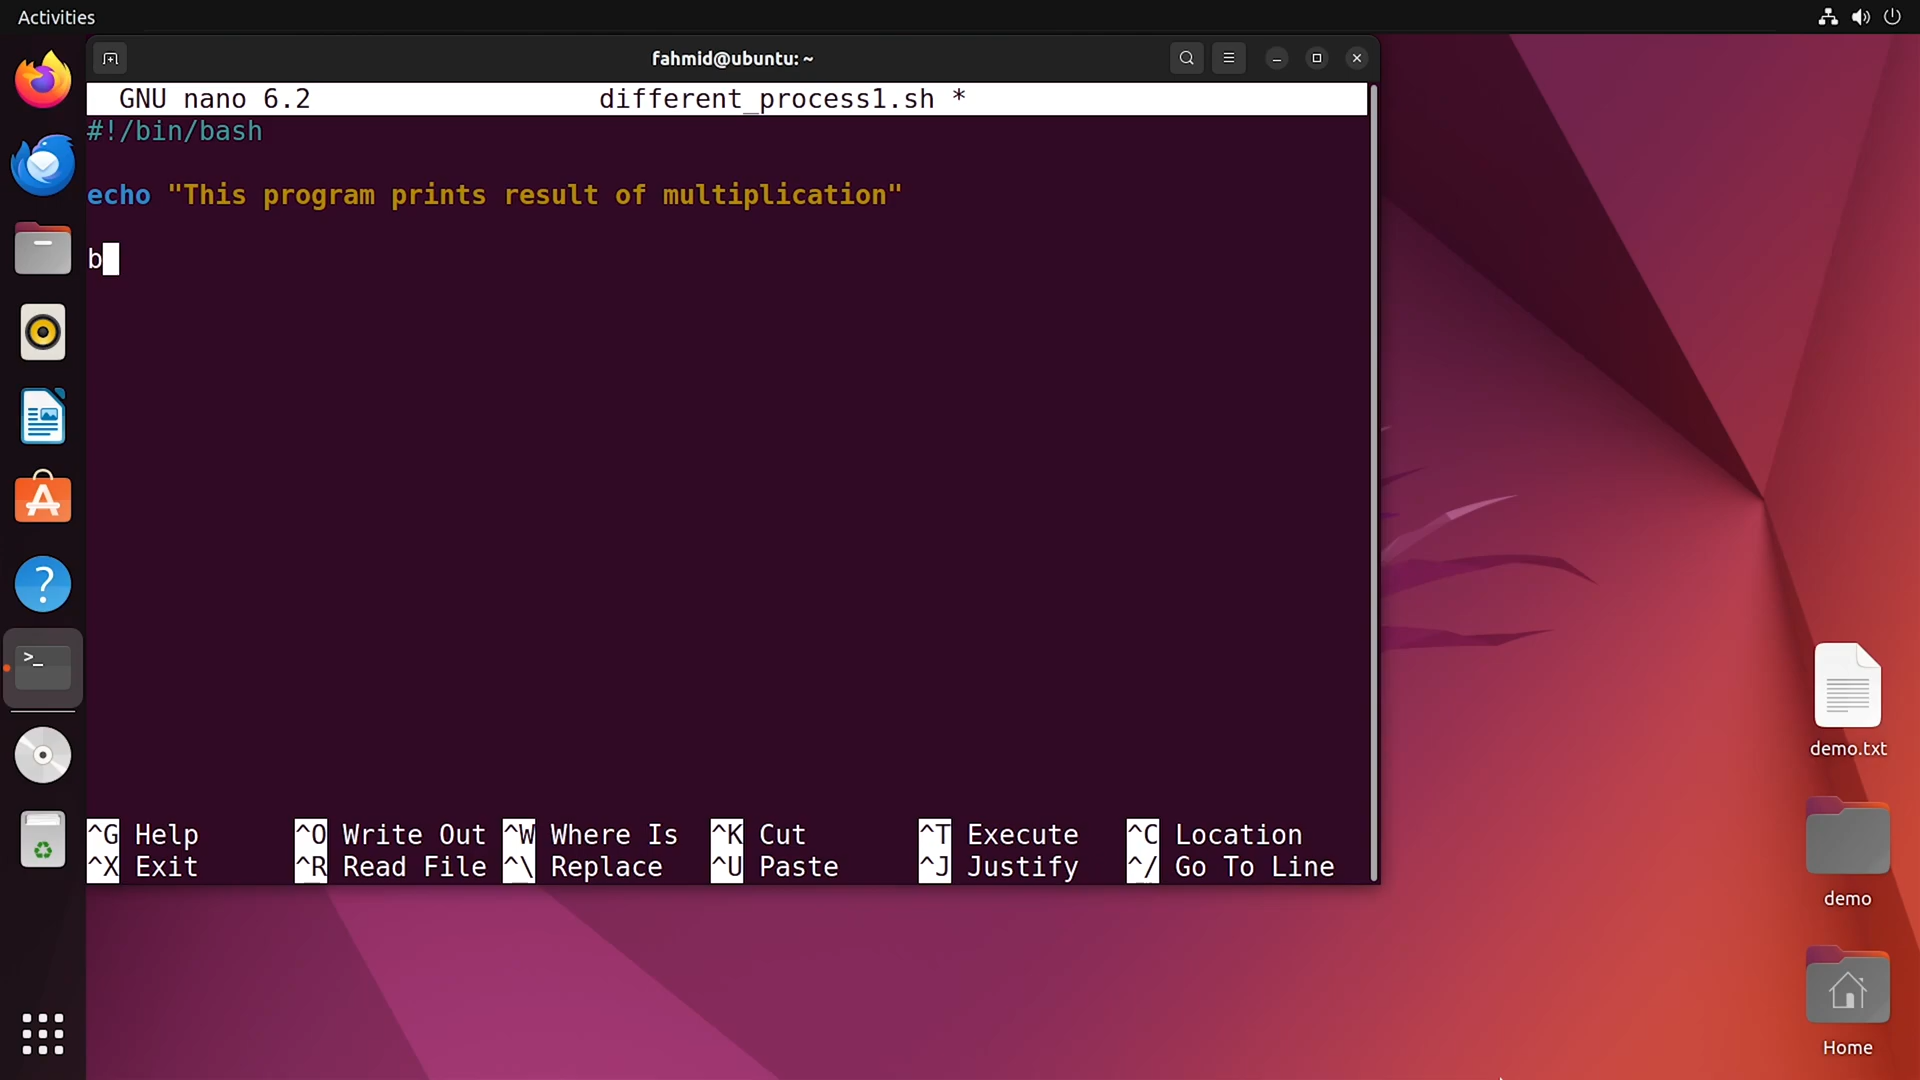 Activities
fahmid@ubuntu: ~
GNU nano 6.2 different_process1.sh *
#!/bin/bash
echo "This program prints result of multiplication"
b
^G Help ^O Write Out ^W Where Is ^K Cut ^T Execute ^C Location
^X Exit ^R Read File ^\ Replace ^U Paste ^J Justify ^/ Go To Line
demo.txt
demo
Home